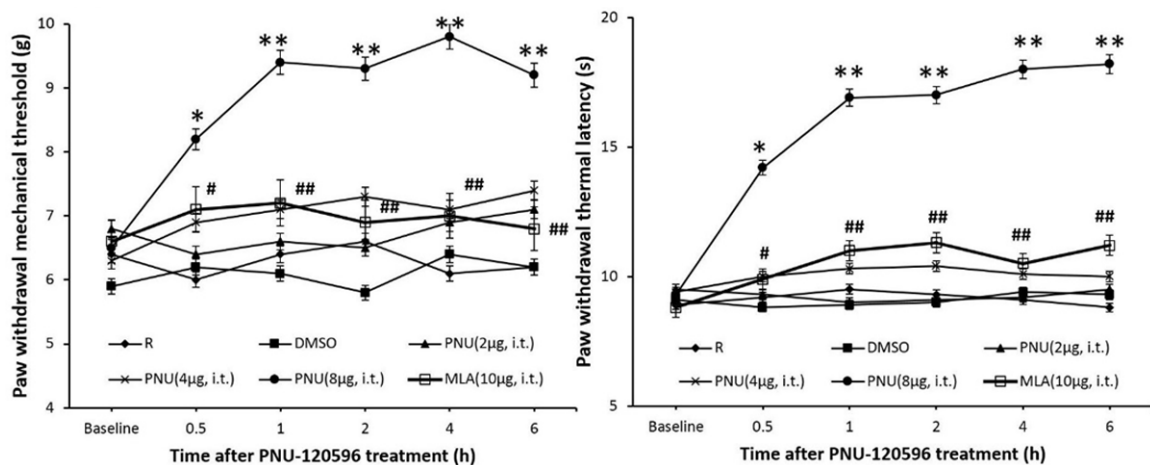 Paw withdrawal mechanical threshold (g)
10
9
8
7
6
5
4
*
**
**
**
**
#
##
##
##
##
R
DMSO
PNU(2µg, i.t.)
PNU(4µg, i.t.)
PNU(8µg, i.t.)
MLA(10µg, i.t.)
Baseline 0.5 1 2 4 6
Time after PNU-120596 treatment (h)
Paw withdrawal thermal latency (s)
20
15
10
5
*
**
**
**
**
#
##
##
##
##
R
DMSO
PNU(2µg, i.t.)
PNU(4µg, i.t.)
PNU(8µg, i.t.)
MLA(10µg, i.t.)
Baseline 0.5 1 2 4 6
Time after PNU-120596 treatment (h)